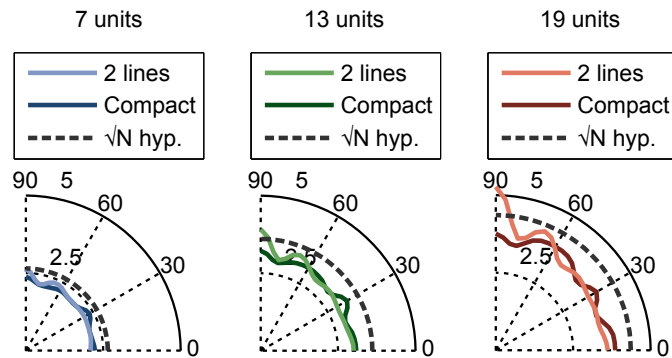 7 units
13 units
19 units
2 lines
Compact
√N hyp.
2 lines
Compact
√N hyp.
2 lines
Compact
√N hyp.
90 5 60
2.5
30
0
90 5 60
2.5
30
0
90 5 60
2.5
30
0